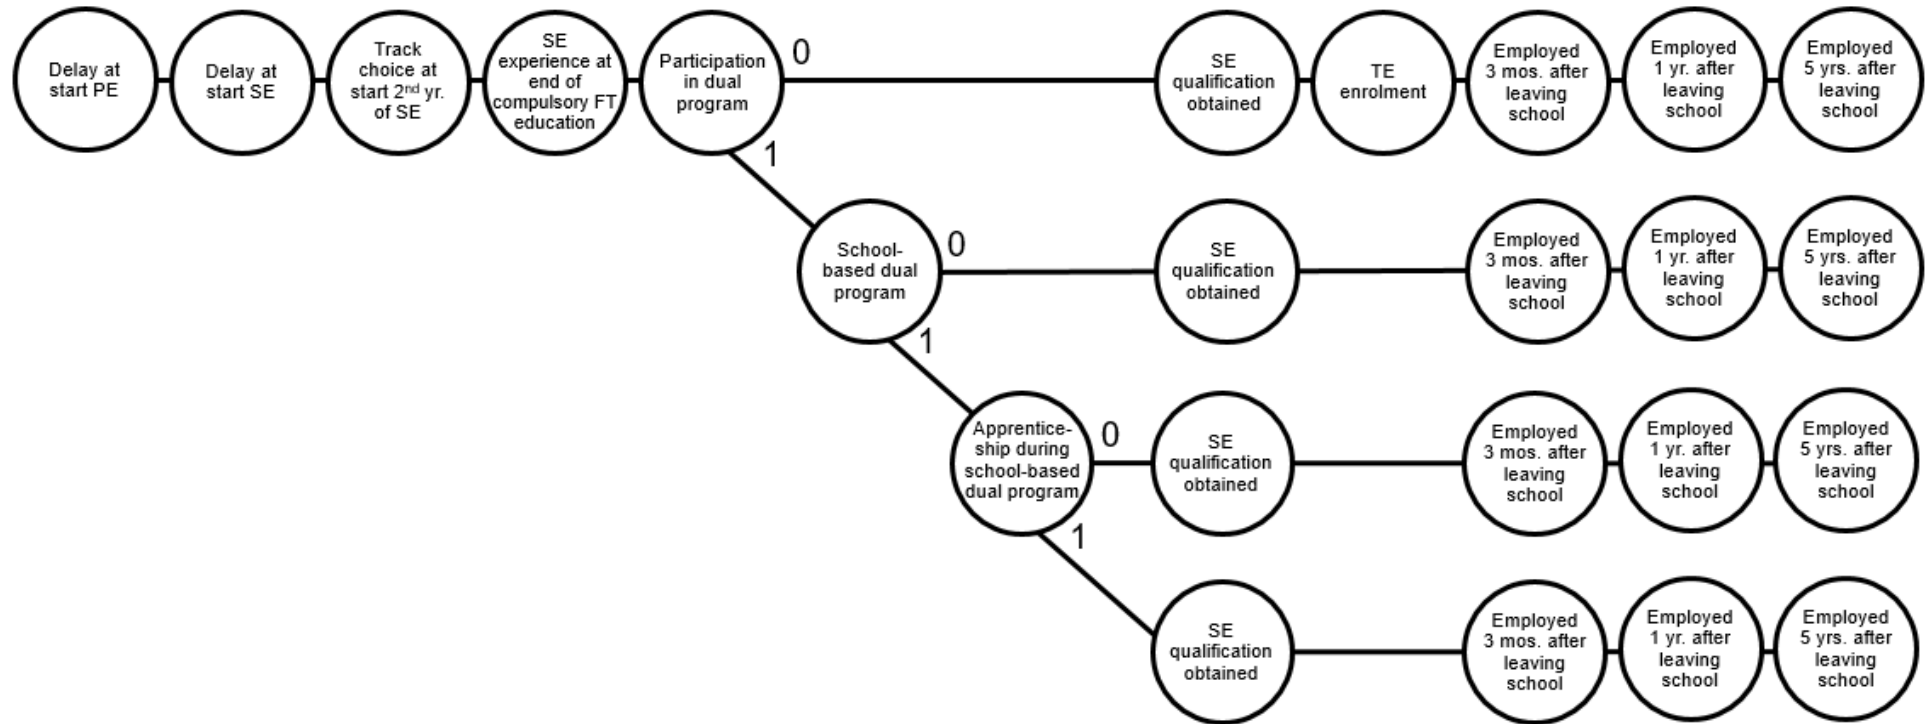 Delay at
start PE
Delay at
start SE
Track
choice at
start 2nd yr.
of SE
SE
experience at
end of
compulsory FT
education
Participation
in dual
program
0
1
SE
qualification
obtained
TE
enrolment
Employed
3 mos. after
leaving
school
Employed
1 yr. after
leaving
school
Employed
5 yrs. after
leaving
school
School-
based dual
program
0
1
SE
qualification
obtained
Employed
3 mos. after
leaving
school
Employed
1 yr. after
leaving
school
Employed
5 yrs. after
leaving
school
Apprentice-
ship during
school-based
dual program
0
1
SE
qualification
obtained
Employed
3 mos. after
leaving
school
Employed
1 yr. after
leaving
school
Employed
5 yrs. after
leaving
school
SE
qualification
obtained
Employed
3 mos. after
leaving
school
Employed
1 yr. after
leaving
school
Employed
5 yrs. after
leaving
school